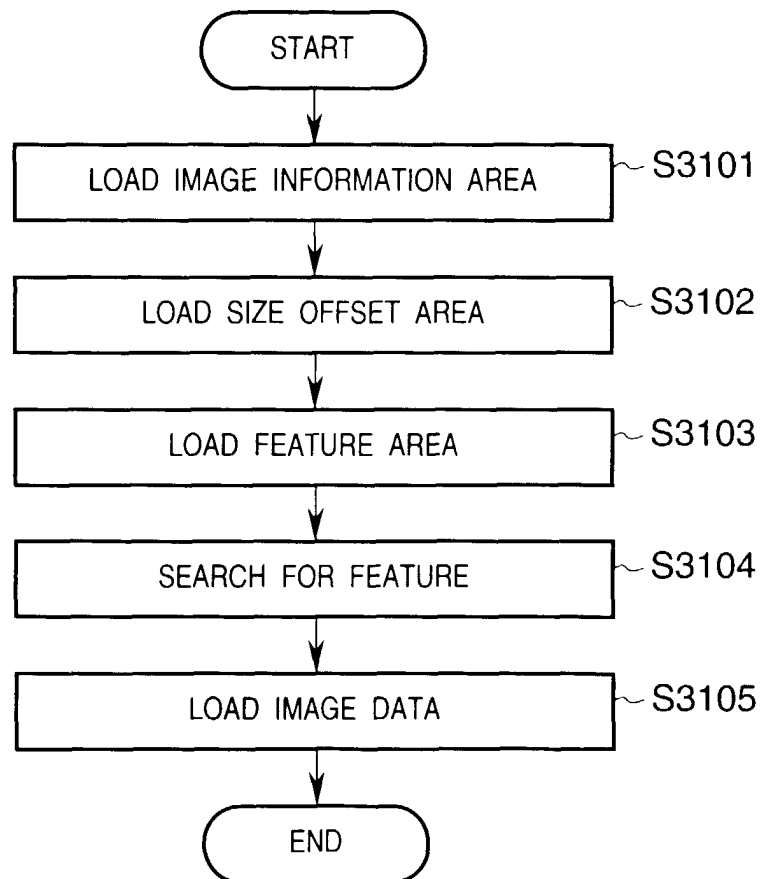 START
LOAD IMAGE INFORMATION AREA
S3101
LOAD SIZE OFFSET AREA
S3102
LOAD FEATURE AREA
S3103
SEARCH FOR FEATURE
S3104
LOAD IMAGE DATA
S3105
END